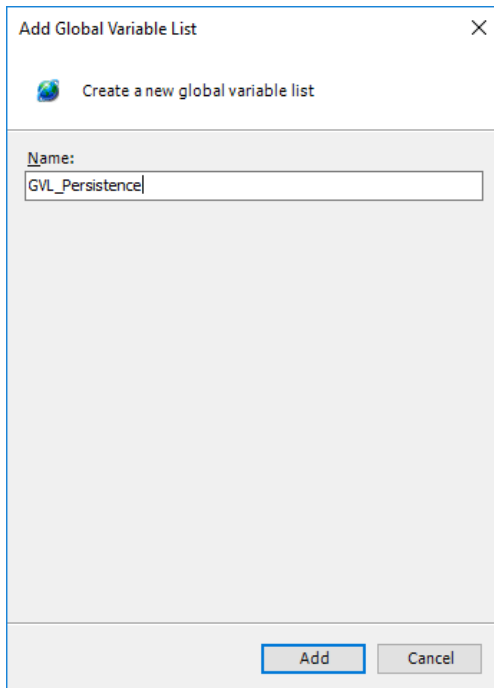 Add Global Variable List
Create a new global variable list
Name:
GVL_Persistence
Add
Cancel